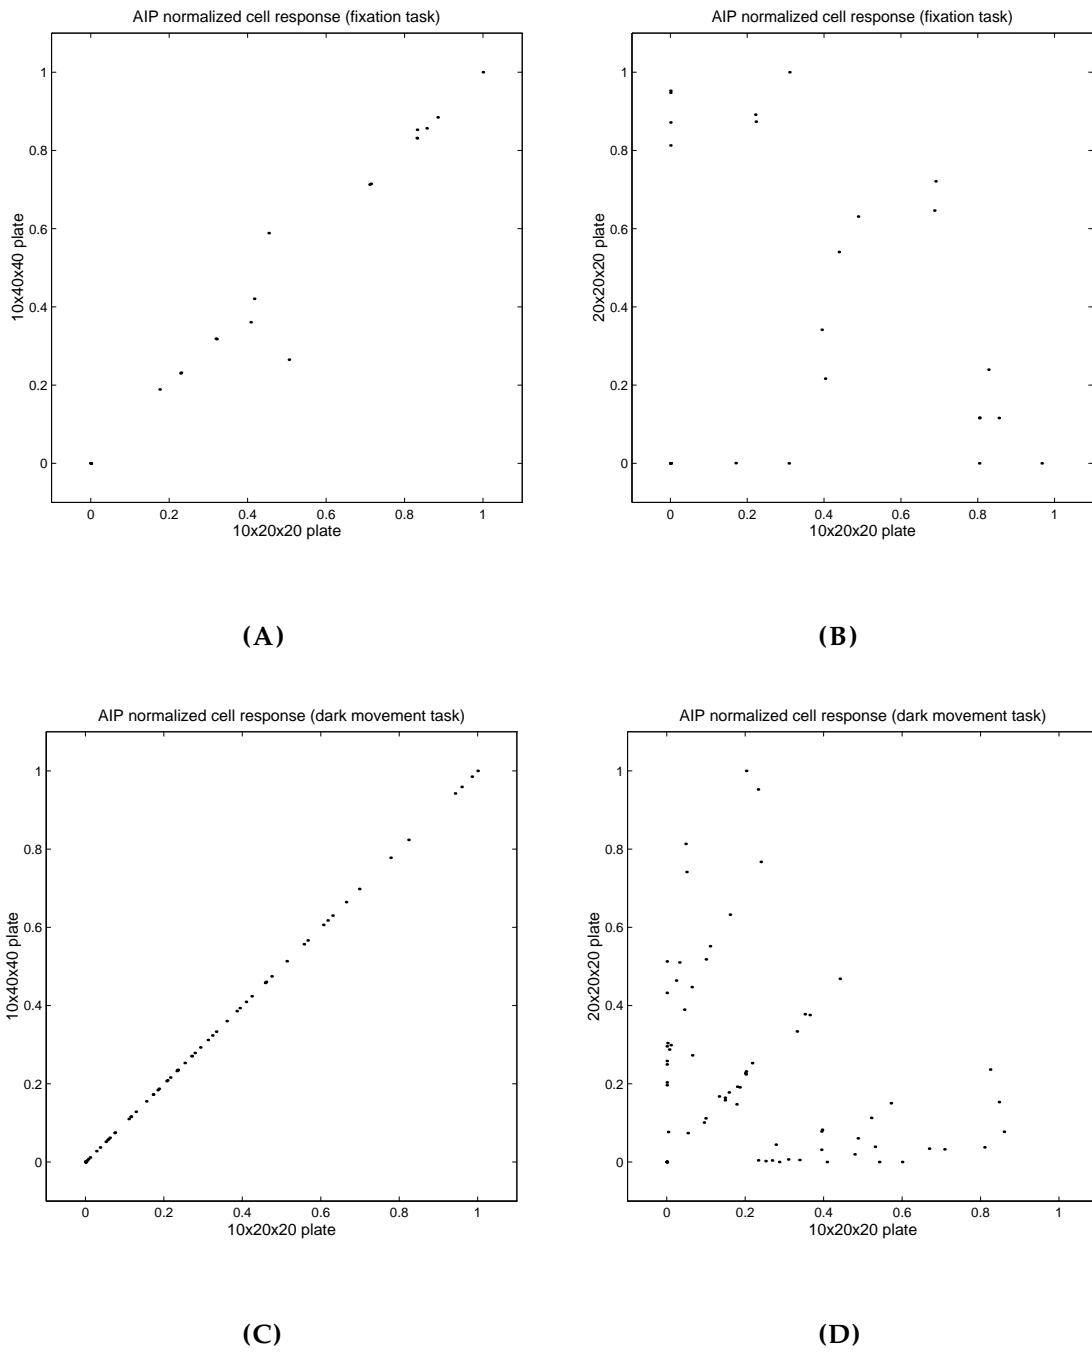 AIP normalized cell response (fixation task)
1
0.8
0.6
0.4
0.2
0
10x40x40 plate
0 0.2 0.4 0.6 0.8 1
10x20x20 plate
(A)
AIP normalized cell response (fixation task)
1
0.8
0.6
0.4
0.2
0
20x20x20 plate
0 0.2 0.4 0.6 0.8 1
10x20x20 plate
(B)
AIP normalized cell response (dark movement task)
1
0.8
0.6
0.4
0.2
0
10x40x40 plate
0 0.2 0.4 0.6 0.8 1
10x20x20 plate
(C)
AIP normalized cell response (dark movement task)
1
0.8
0.6
0.4
0.2
0
20x20x20 plate
0 0.2 0.4 0.6 0.8 1
10x20x20 plate
(D)